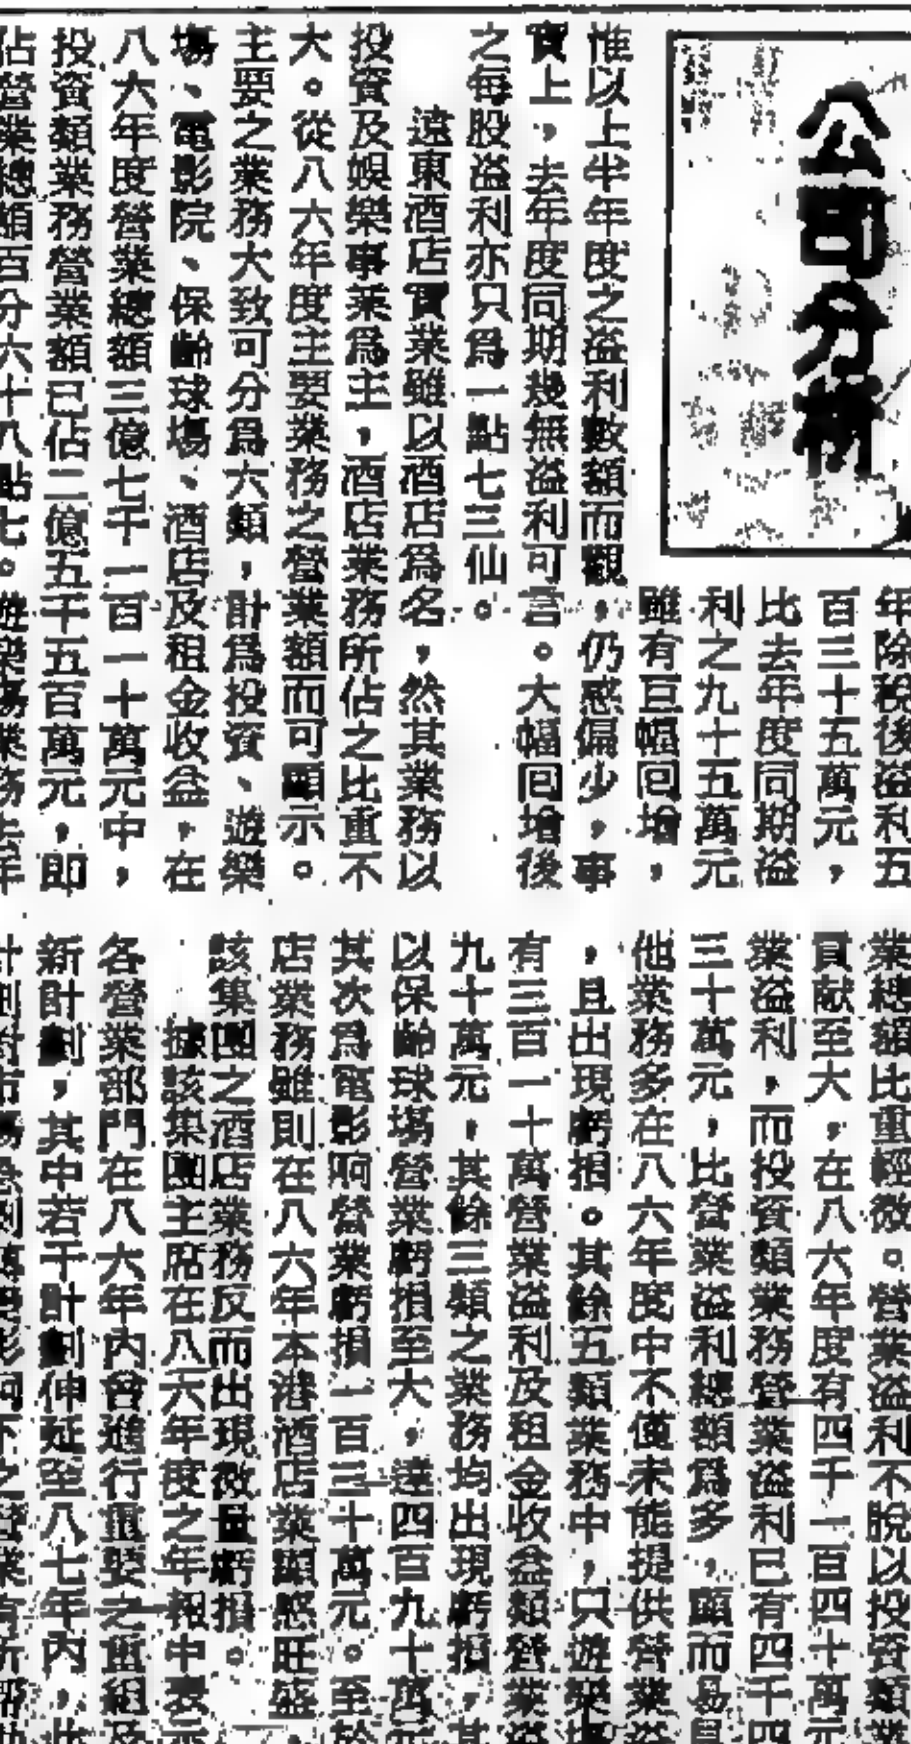 公司分析
年除稅後溢利五
百三十五萬元，
比去年度同期溢
利之九十五萬元
雖有巨幅回增，
惟以上半年度之溢利數額而觀，仍感偏少，事
實上，去年度同期幾無溢利可言。大幅回增後
之每股溢利亦只為一點七三仙。
遠東酒店實業雖以酒店為名，然其業務以
投資及娛樂事業為主，酒店業務所佔之比重不
大。從八六年度主要業務之營業額而可顯示。
主要之業務大致可分為六類，計為投資、遊樂
場、電影院、保齡球場、酒店及租金收益，在
八六年度營業總額三億七千一百一十萬元中，
投資類業務營業額已佔二億五千五百萬元，即
佔營業總額百分六十八點七。遊樂場業務去年
業總額比重輕微。營業溢利不脫以投資類業
貢献至大，在八六年度有四千一百四十萬元
業溢利，而投資類業務營業溢利已有四千四
三十萬元，比營業溢利總額為多，顯而易見
他業務多在八六年度中不僅未能提供營業溢
，且出現虧損。其餘五類業務中，只遊樂場
有三百一十萬營業溢利及租金收益類營業溢
九十萬元，其餘三類之業務均出現虧損，其
以保齡球場營業虧損至大，達四百九十萬元
其次為電影院營業虧損一百三十萬元。至於
店業務雖則在八六年本港酒店業顯態旺盛
該集團之酒店業務反而出現微量虧損。
據該集團主席在八六年度之年報中表示
各營業部門在八六年內曾進行重要之重組及
新計劃，其中若干計劃伸延至八七年內，此
計劃對市場